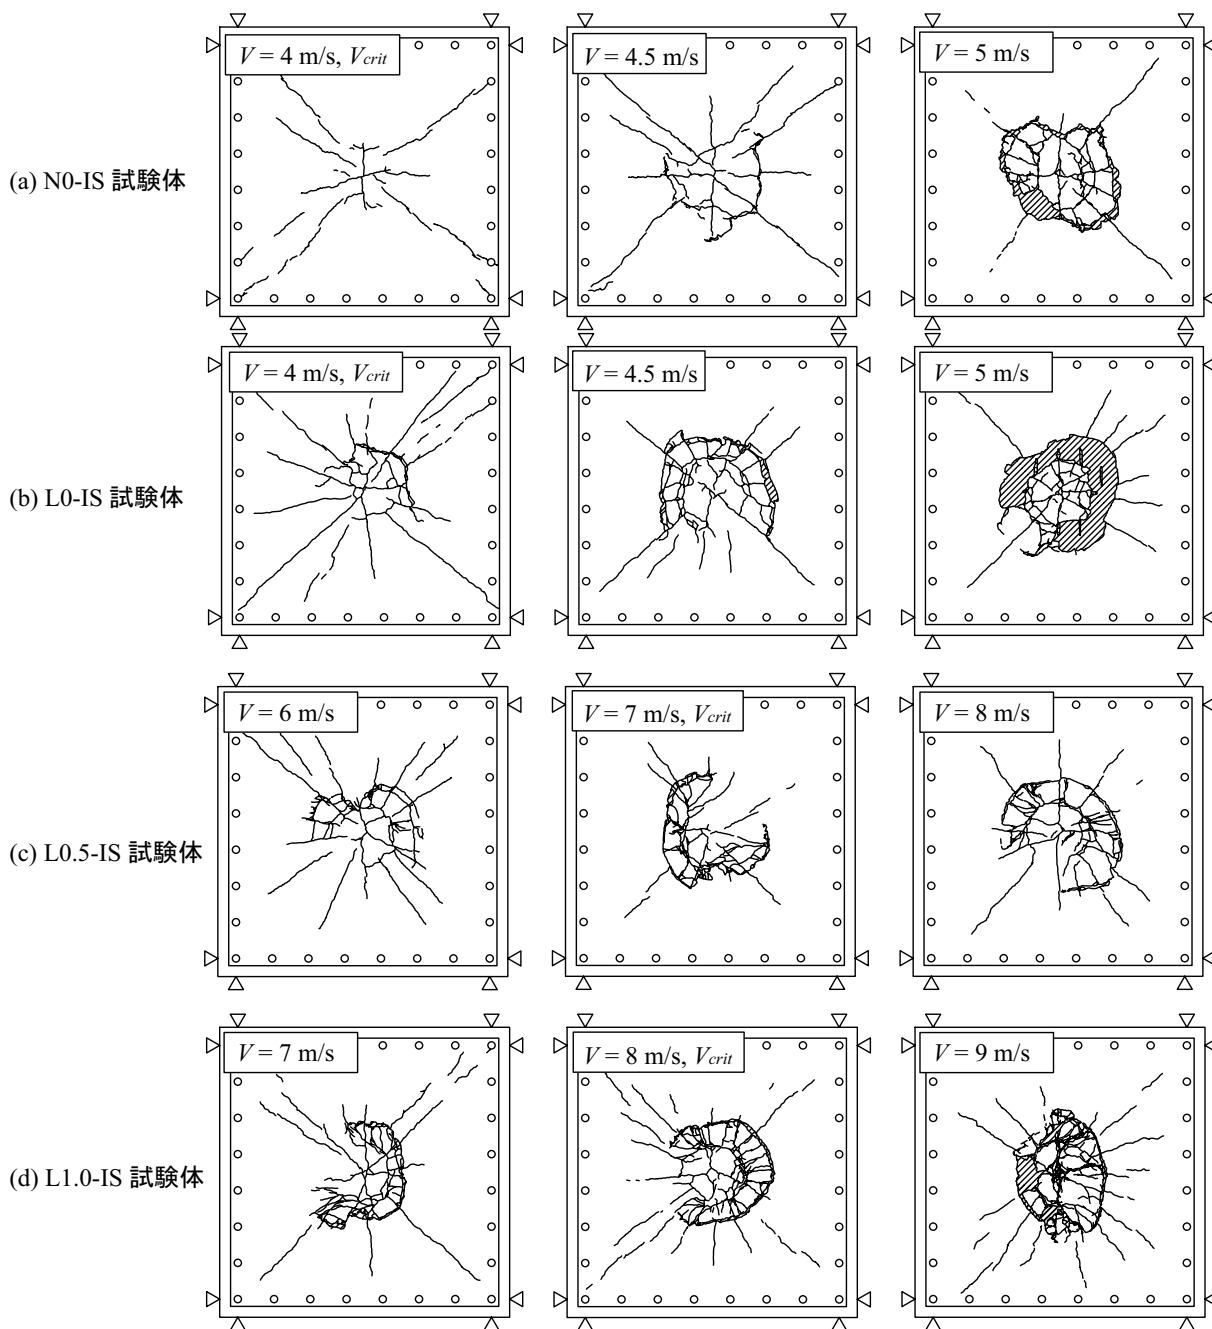 V = 4 m/s, Vcrit
V = 4.5 m/s
V = 5 m/s
(a) N0-IS 試験体
V = 4 m/s, Vcrit
V = 4.5 m/s
V = 5 m/s
(b) L0-IS 試験体
V = 6 m/s
V = 7 m/s, Vcrit
V = 8 m/s
(c) L0.5-IS 試験体
V = 7 m/s
V = 8 m/s, Vcrit
V = 9 m/s
(d) L1.0-IS 試験体